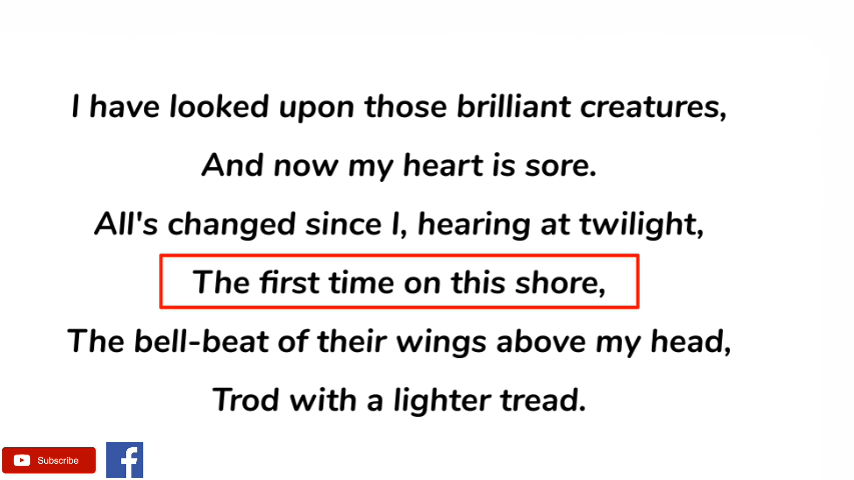 I have looked upon those brilliant creatures,
And now my heart is sore.
All's changed since I, hearing at twilight,
The first time on this shore,
The bell-beat of their wings above my head,
Trod with a lighter tread.
Subscribe